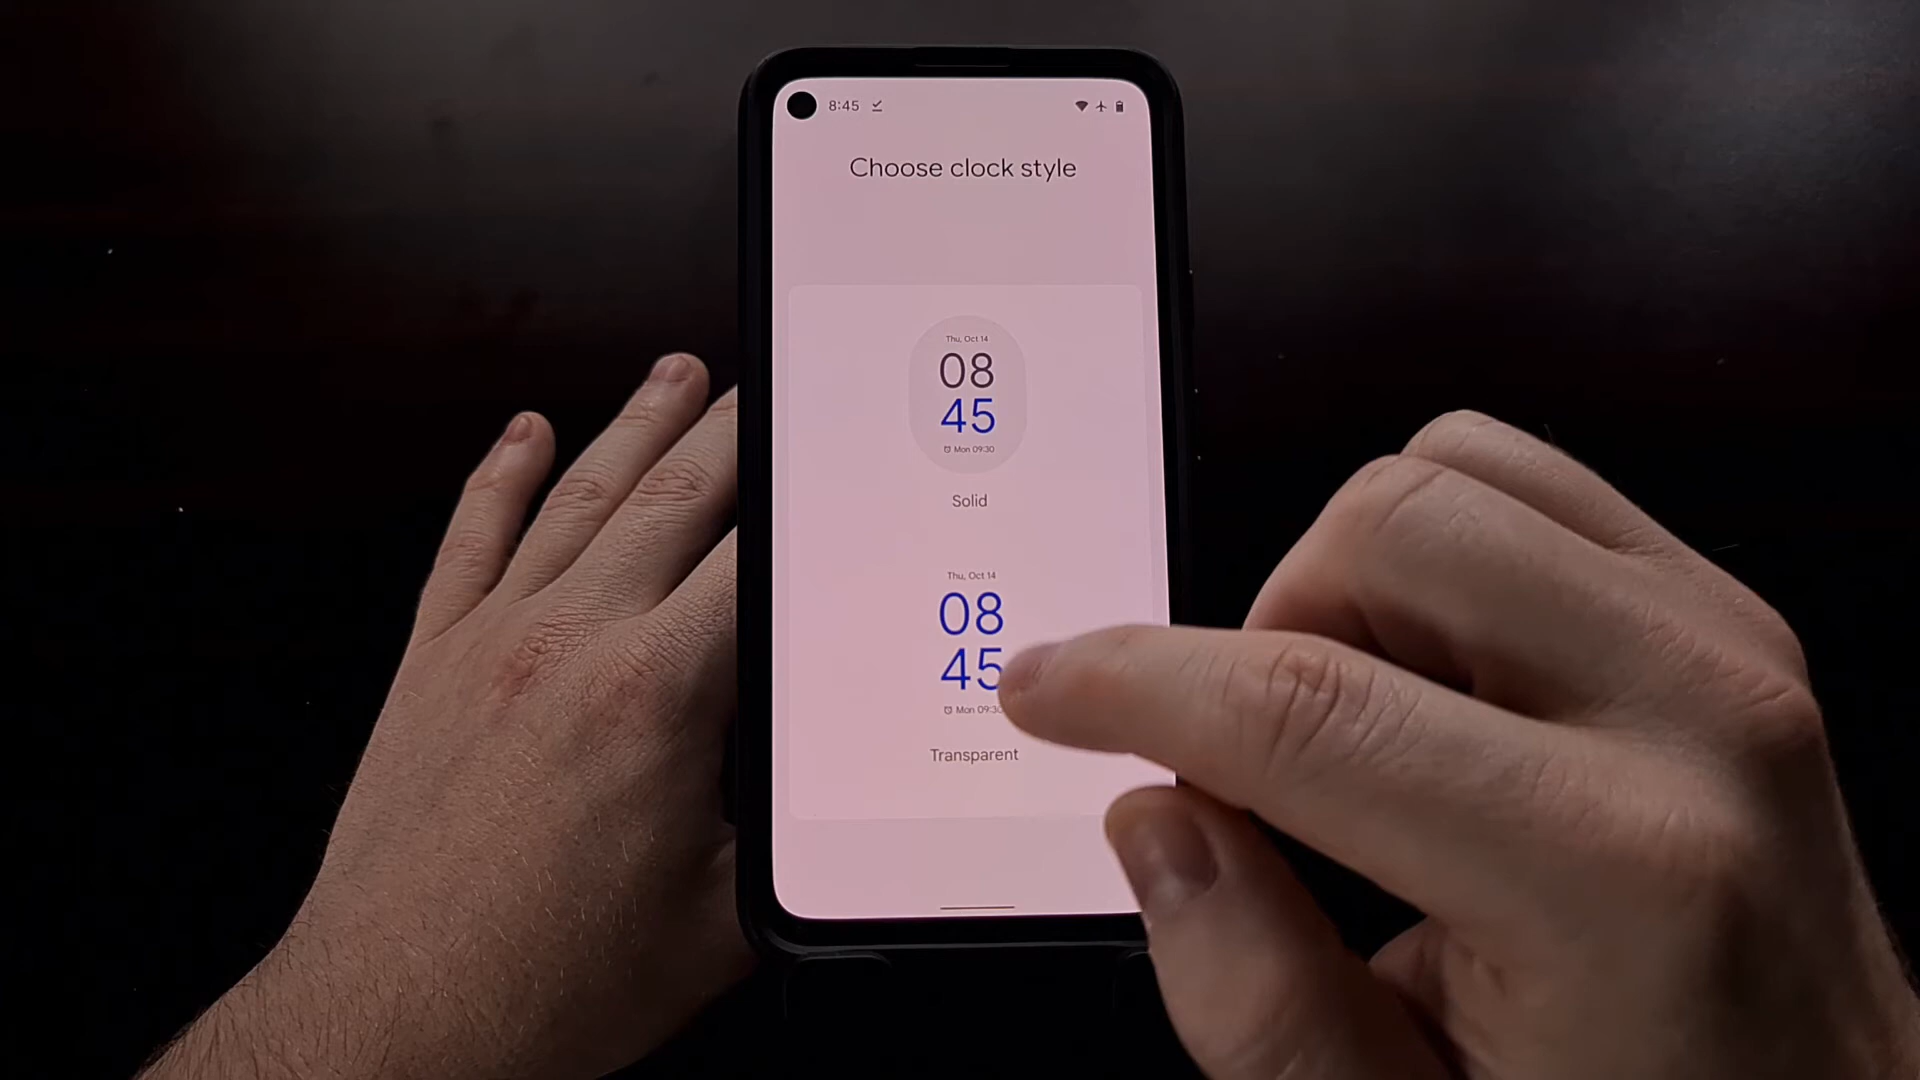 8:45
Choose clock style
Thu, Oct 14
08
45
Mon 09:30
Solid
Thu, Oct 14
08
45
Mon 09:30
Transparent